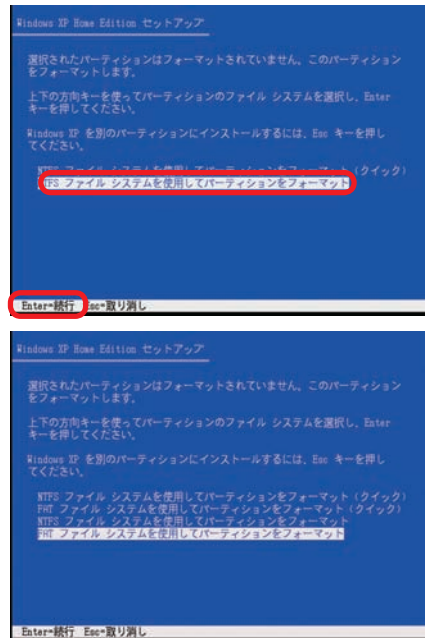 Windows XP Home Edition セットアップ
選択されたパーティションはフォーマットされていません。このパーティション
をフォーマットします。
上下の方向キーを使ってパーティションのファイル システムを選択し、Enter
キーを押してください。
Windows XP を別のパーティションにインストールするには、Esc キーを押し
てください。
NTFS ファイル システムを使用してパーティションをフォーマット（クイック）
NTFS ファイル システムを使用してパーティションをフォーマット
Enter=続行 Esc=取り消し
Windows XP Home Edition セットアップ
選択されたパーティションはフォーマットされていません。このパーティション
をフォーマットします。
上下の方向キーを使ってパーティションのファイル システムを選択し、Enter
キーを押してください。
Windows XP を別のパーティションにインストールするには、Esc キーを押し
てください。
NTFS ファイル システムを使用してパーティションをフォーマット（クイック）
FAT ファイル システムを使用してパーティションをフォーマット（クイック）
NTFS ファイル システムを使用してパーティションをフォーマット
FAT ファイル システムを使用してパーティションをフォーマット
Enter=続行 Esc=取り消し